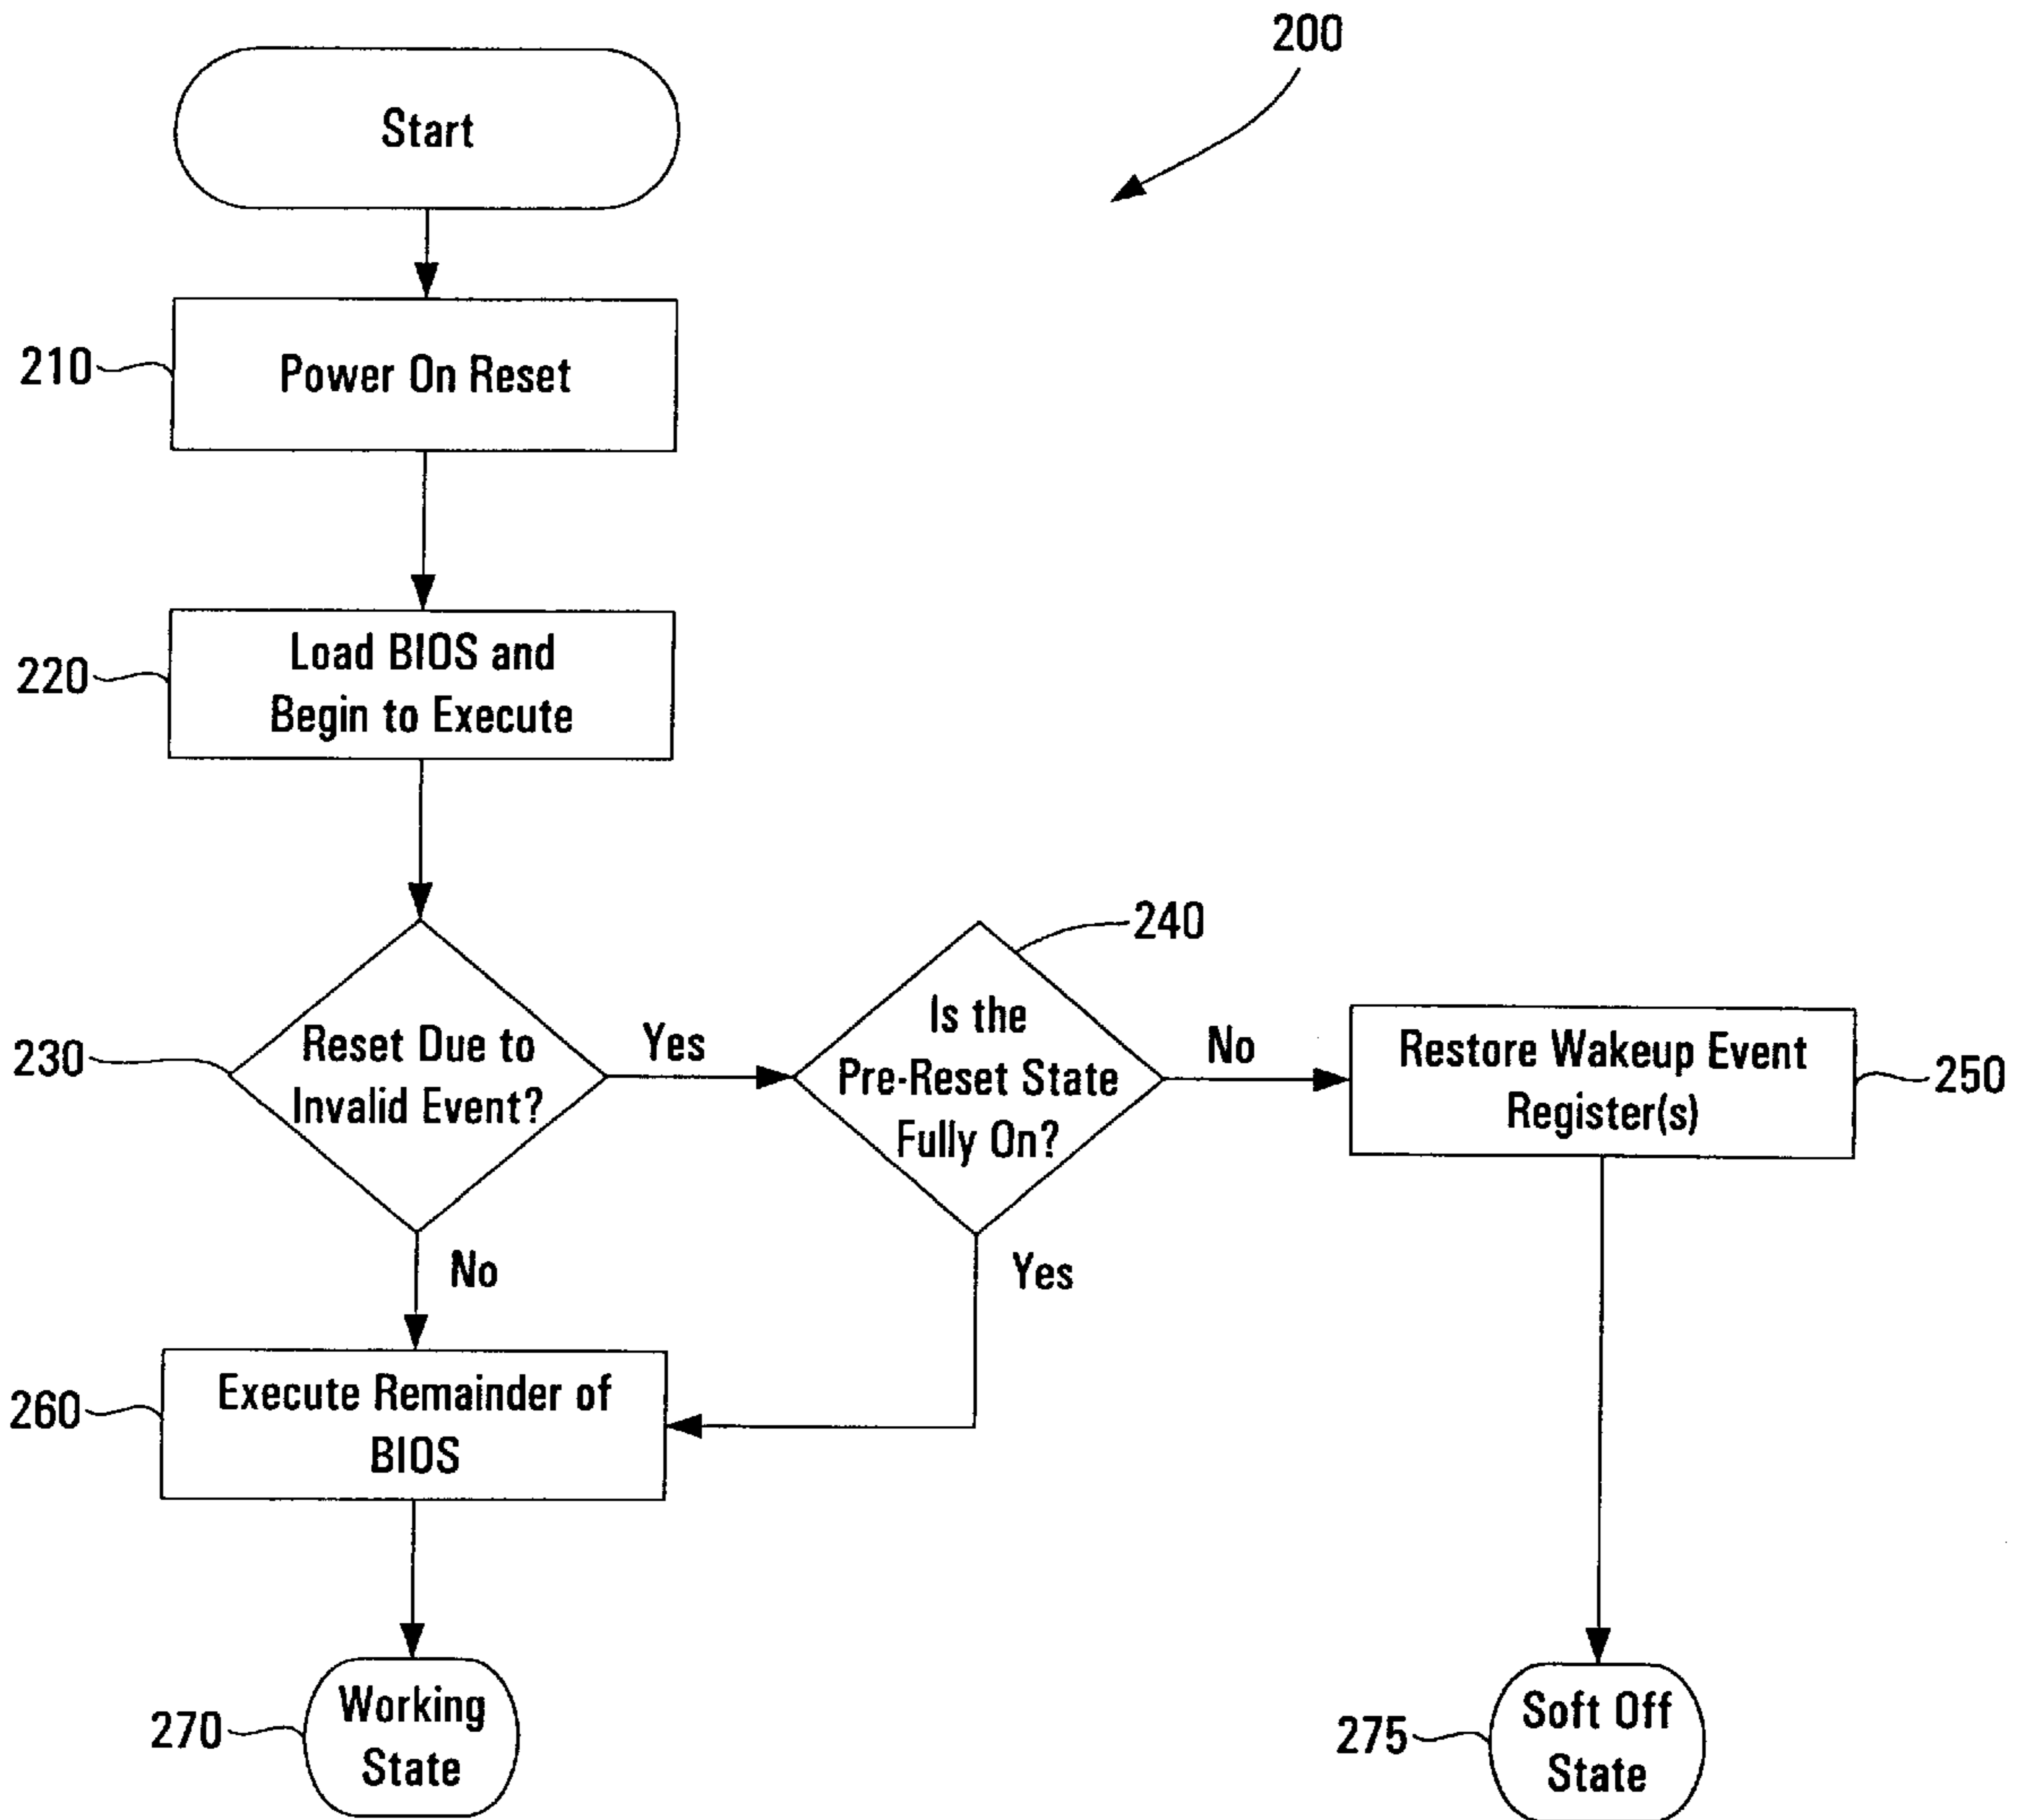 200
Start
210
Power On Reset
220
Load BIOS and
Begin to Execute
230
Reset Due to
Invalid Event?
Yes
No
240
Is the
Pre-Reset State
Fully On?
No
Yes
Restore Wakeup Event
Register(s)
250
260
Execute Remainder of
BIOS
270
Working
State
275
Soft Off
State